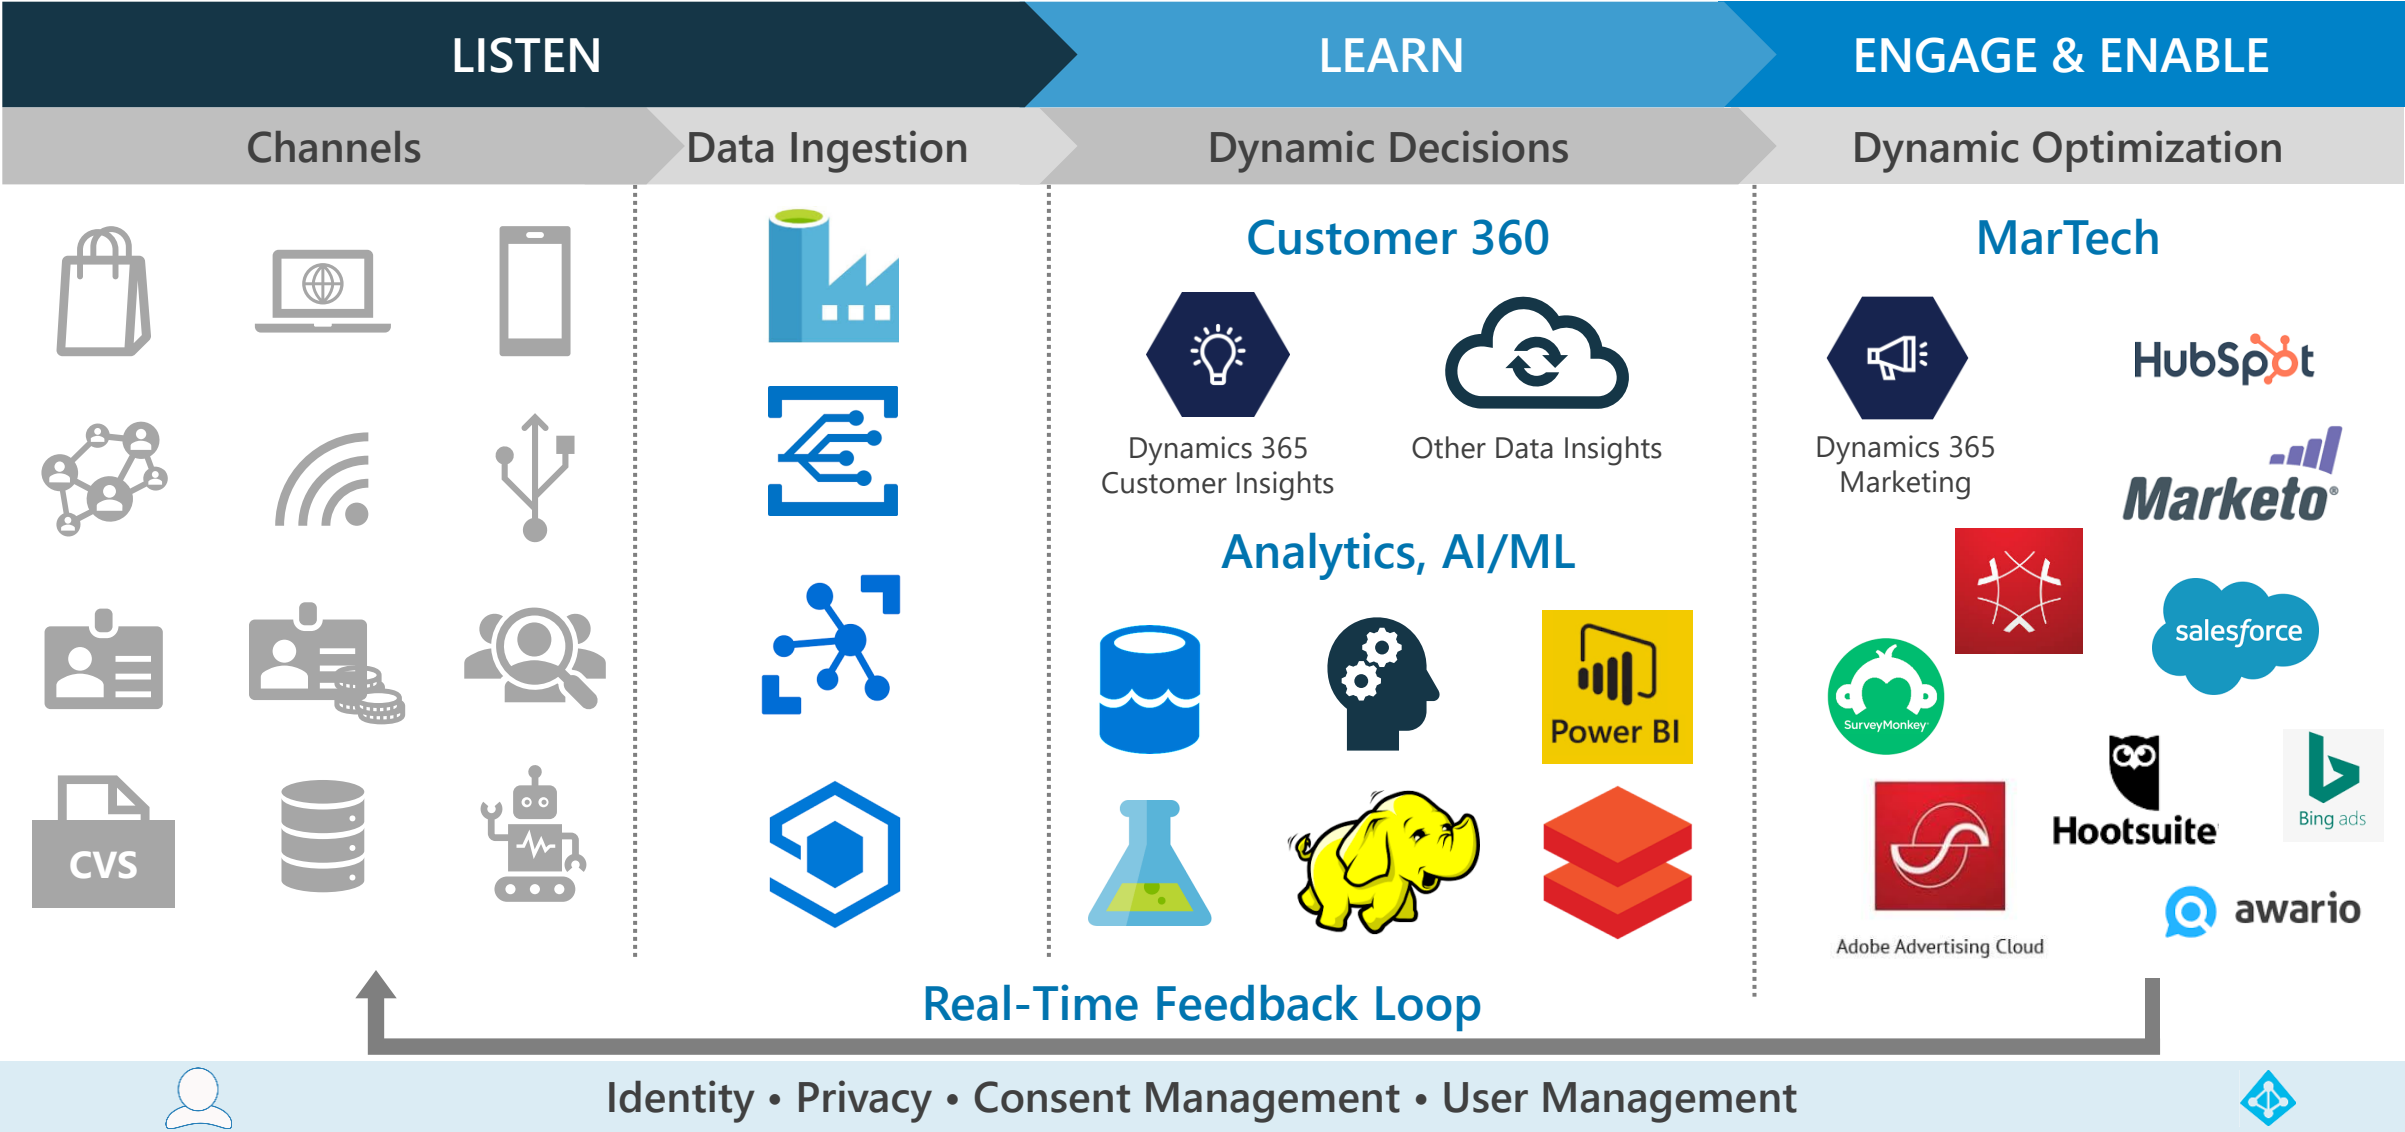 LISTEN
LEARN
ENGAGE & ENABLE
Channels
Data Ingestion
Dynamic Decisions
Dynamic Optimization
CVS
Customer 360
Dynamics 365
Customer Insights
Other Data Insights
Analytics, AI/ML
Power BI
MarTech
Dynamics 365
Marketing
HubSpot
Marketo®
salesforce
SurveyMonkey
Hootsuite
Bing ads
Adobe Advertising Cloud
awario
Real-Time Feedback Loop
Identity • Privacy • Consent Management • User Management